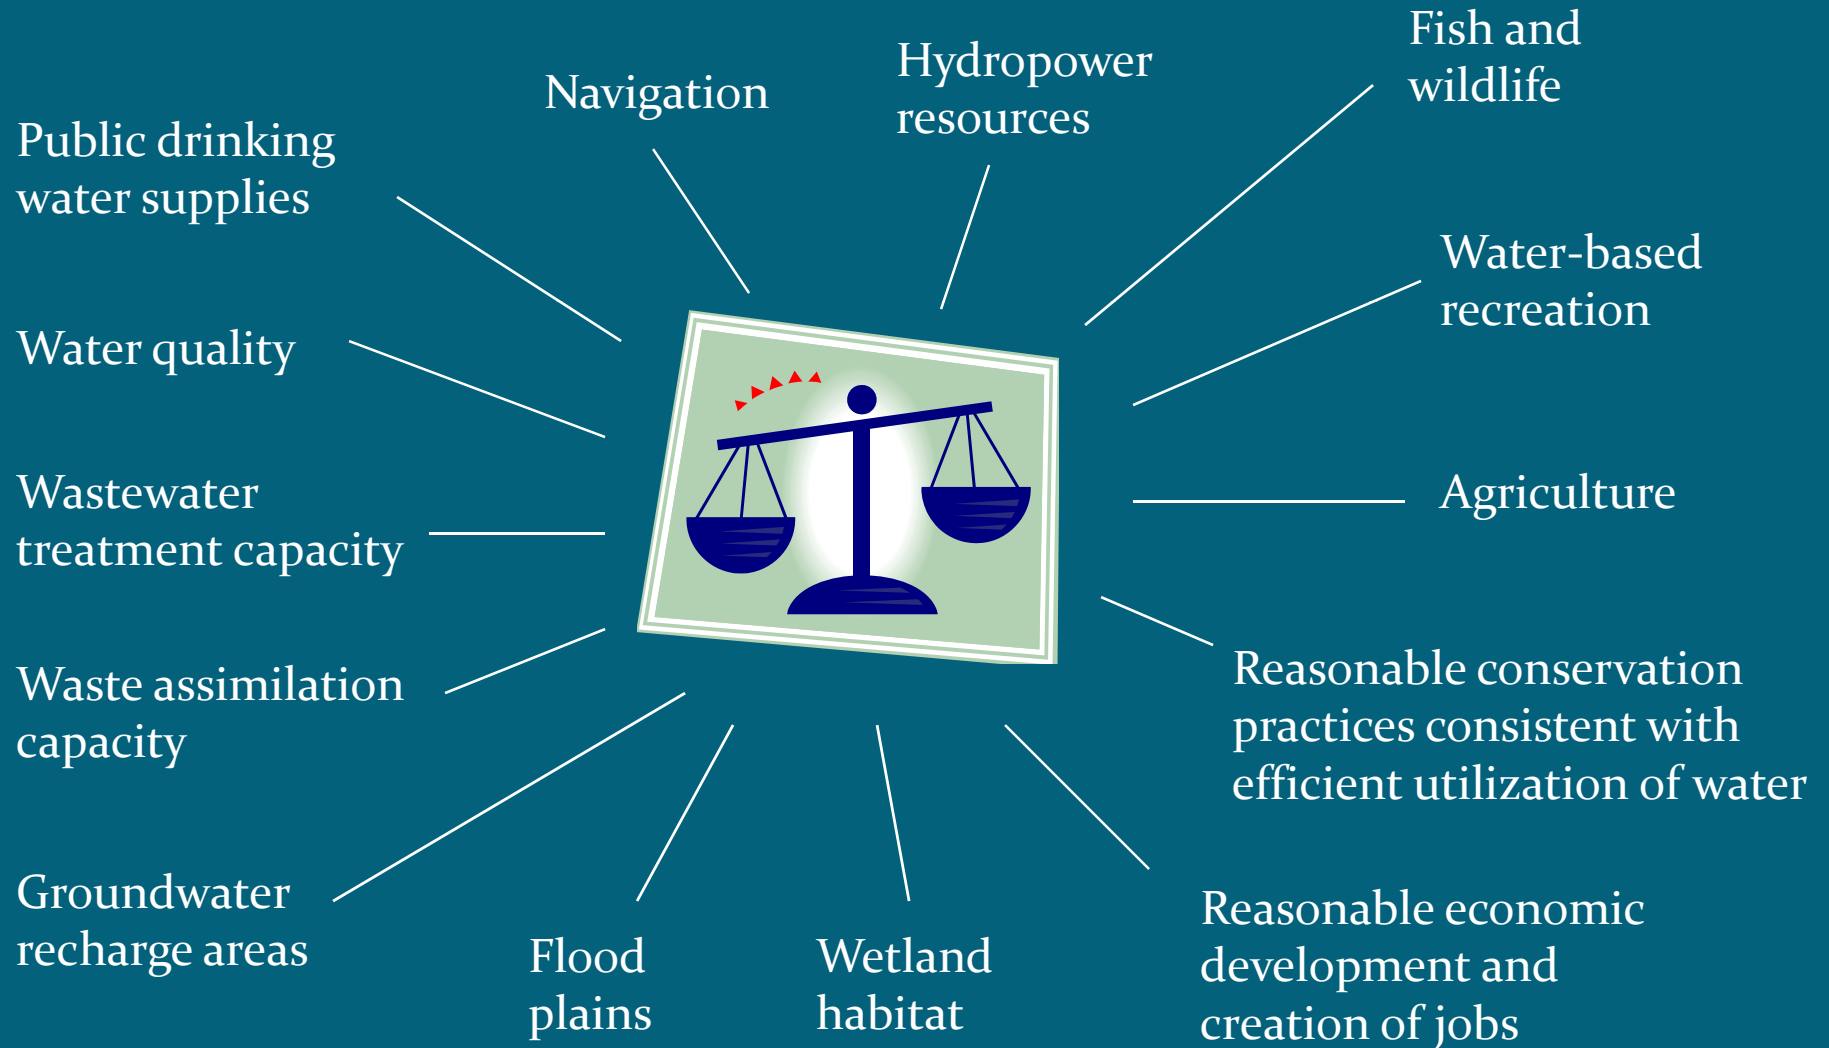 Navigation
Hydropower
resources
Fish and
wildlife
Public drinking
water supplies
Water-based
recreation
Water quality
Wastewater
treatment capacity
Agriculture
Waste assimilation
capacity
Reasonable conservation
practices consistent with
efficient utilization of water
Groundwater
recharge areas
Flood
plains
Wetland
habitat
Reasonable economic
development and
creation of jobs